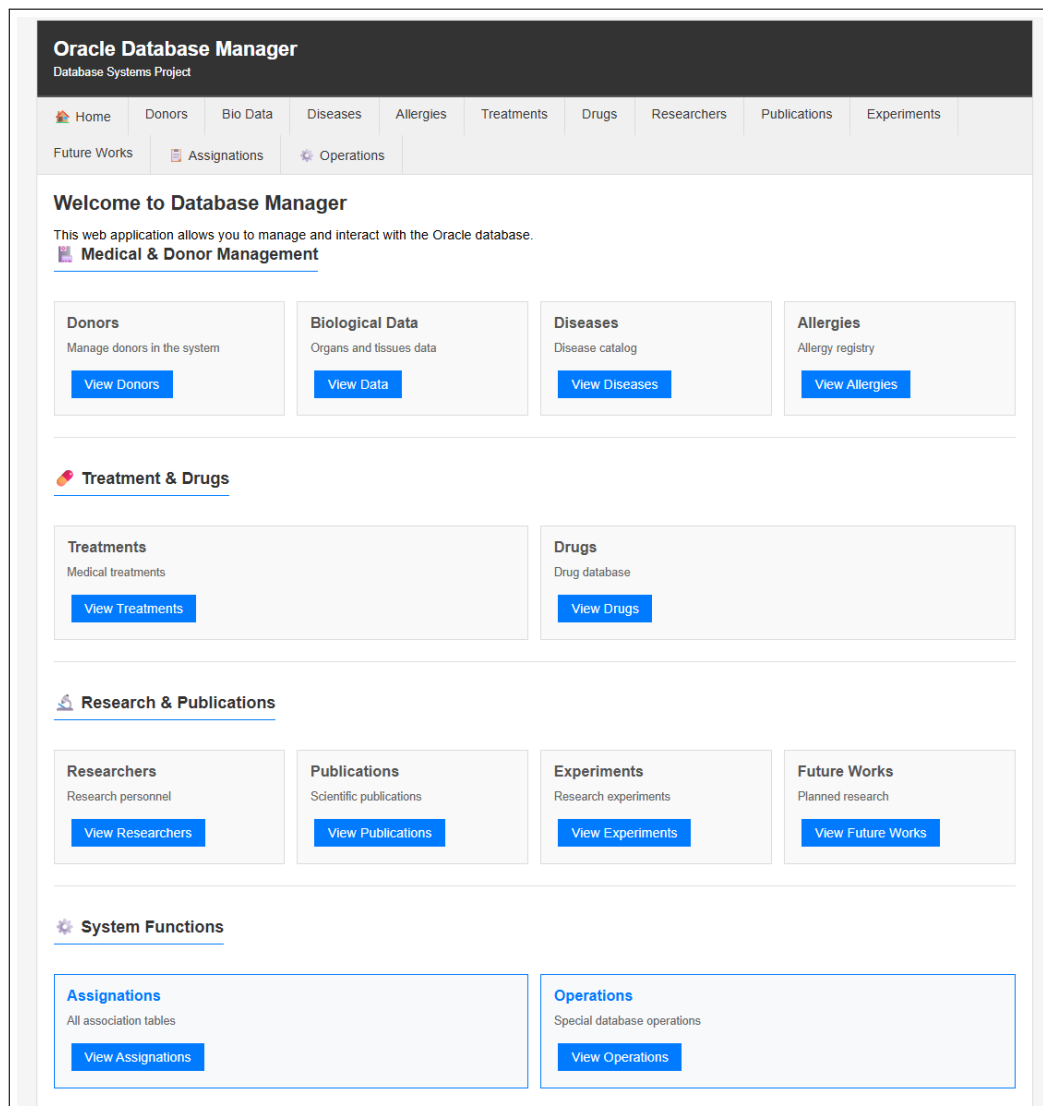 Oracle Database Manager
Database Systems Project
Home Donors Bio Data Diseases Allergies Treatments Drugs Researchers Publications Experiments
Future Works Assignations Operations
Welcome to Database Manager
This web application allows you to manage and interact with the Oracle database.
Medical & Donor Management
Donors
Manage donors in the system
View Donors
Biological Data
Organs and tissues data
View Data
Diseases
Disease catalog
View Diseases
Allergies
Allergy registry
View Allergies
Treatment & Drugs
Treatments
Medical treatments
View Treatments
Drugs
Drug database
View Drugs
Research & Publications
Researchers
Research personnel
View Researchers
Publications
Scientific publications
View Publications
Experiments
Research experiments
View Experiments
Future Works
Planned research
View Future Works
System Functions
Assignations
All association tables
View Assignations
Operations
Special database operations
View Operations